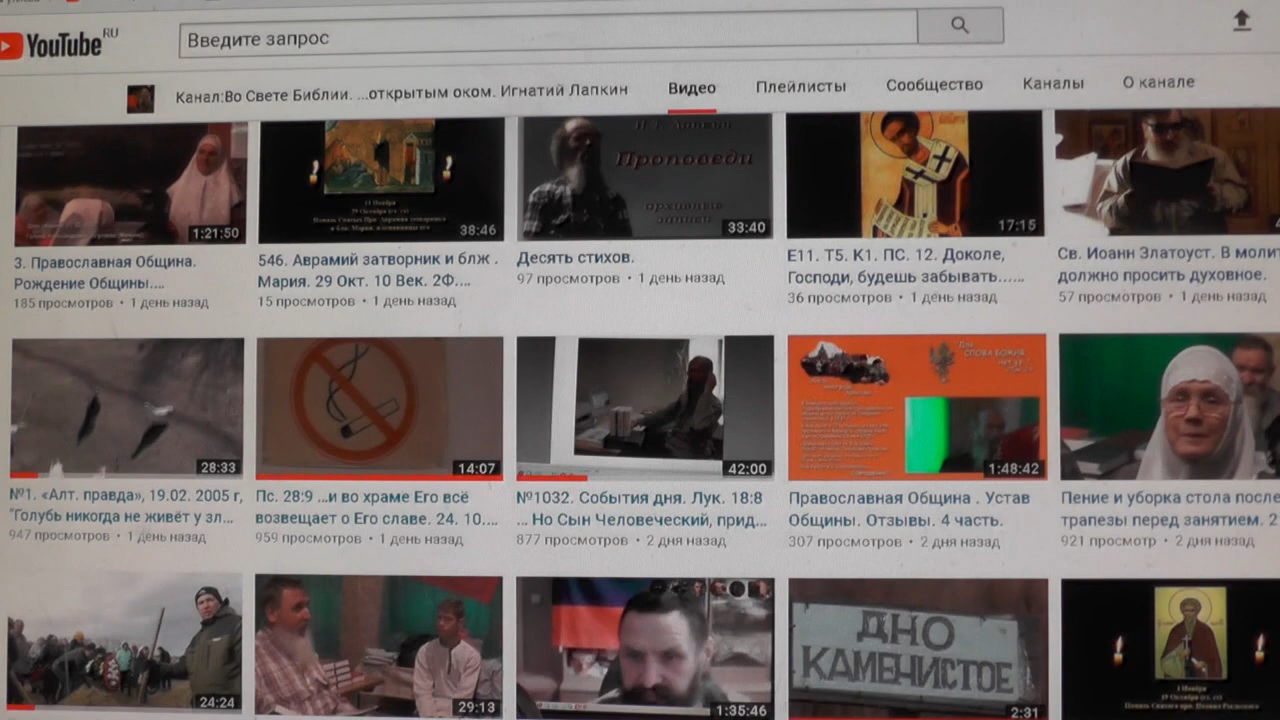 YouTube RU
Введите запрос
Канал:Во Свете Библии. ...открытым оком. Игнатий Лапкин
Видео
Плейлисты
Сообщество
Каналы
О канале
1:21:50
38:46
Проповеди
архивные
записи
33:40
17:15
3. Православная Община.
Рождение Общины....
185 просмотров • 1 день назад
546. Аврамий затворник и блж .
Мария. 29 Окт. 10 Век. 2Ф....
15 просмотров • 1 день назад
Десять стихов.
97 просмотров • 1 день назад
Е11. Т5. К1. ПС. 12. Доколе,
Господи, будешь забывать......
36 просмотров • 1 день назад
Св. Иоанн Златоуст. В молит
должно просить духовное.
57 просмотров • 1 день назад
28:33
14:07
42:00
1:48:42
№1. «Алт. правда», 19.02. 2005 г,
"Голубь никогда не живёт у зл...
947 просмотров • 1 день назад
Пс. 28:9 ...и во храме Его всё
возвещает о Его славе. 24. 10....
959 просмотров • 1 день назад
№1032. События дня. Лук. 18:8
... Но Сын Человеческий, прид...
877 просмотров • 2 дня назад
Православная Община . Устав
Общины. Отзывы. 4 часть.
307 просмотров • 2 дня назад
Пение и уборка стола после
трапезы перед занятием. 2
921 просмотр • 2 дня назад
24:24
29:13
1:35:46
ДНО
КАМЕНИСТОЕ
2:31